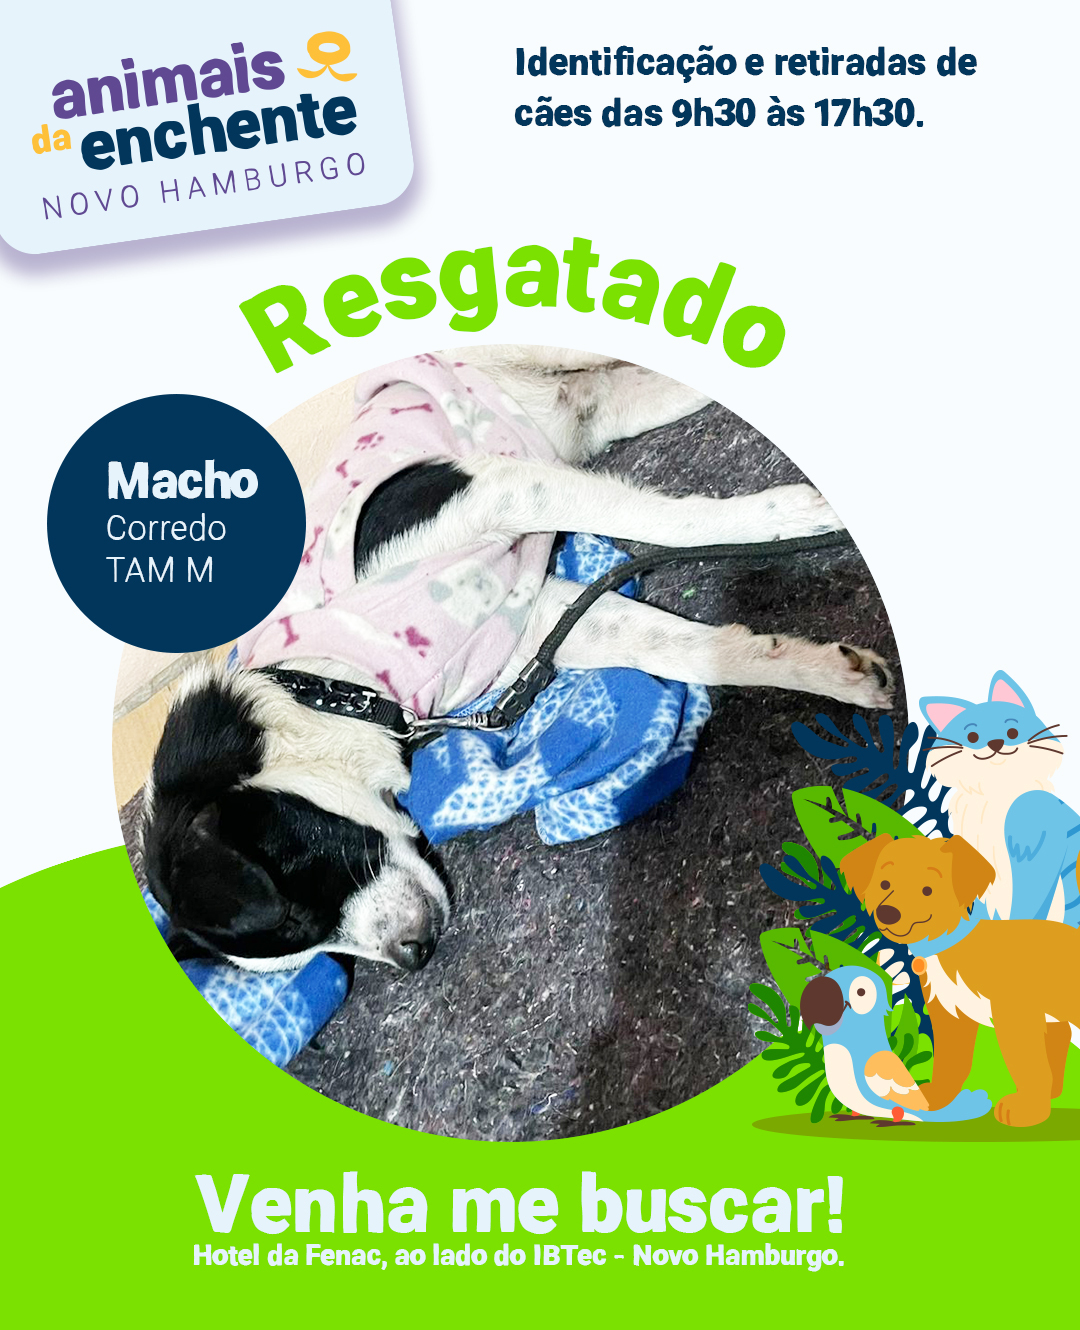 animais
da enchente
NOVO HAMBURGO
Identificação e retiradas de
cães das 9h30 às 17h30.
Resgatado
Macho
Corredo
TAM M
Venha me buscar!
Hotel da Fenac, ao lado do IBTec - Novo Hamburgo.